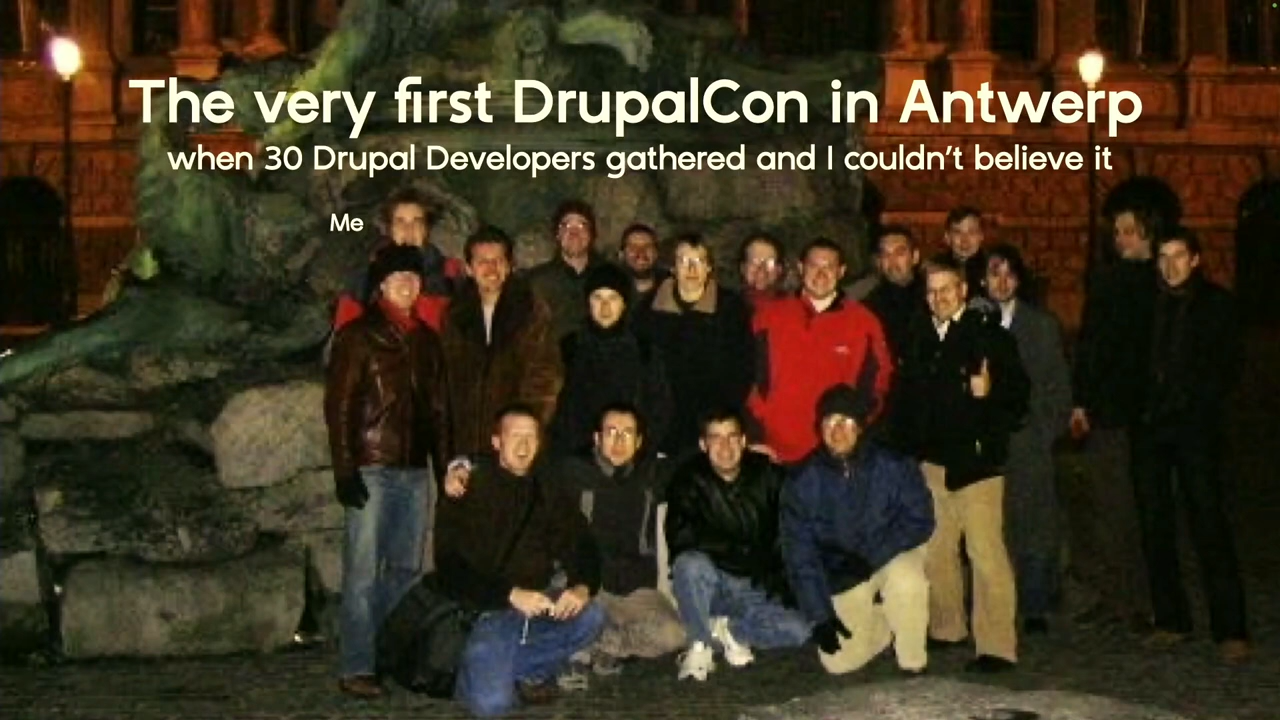 The very first DrupalCon in Antwerp
when 30 Drupal Developers gathered and I couldn’t believe it
Me